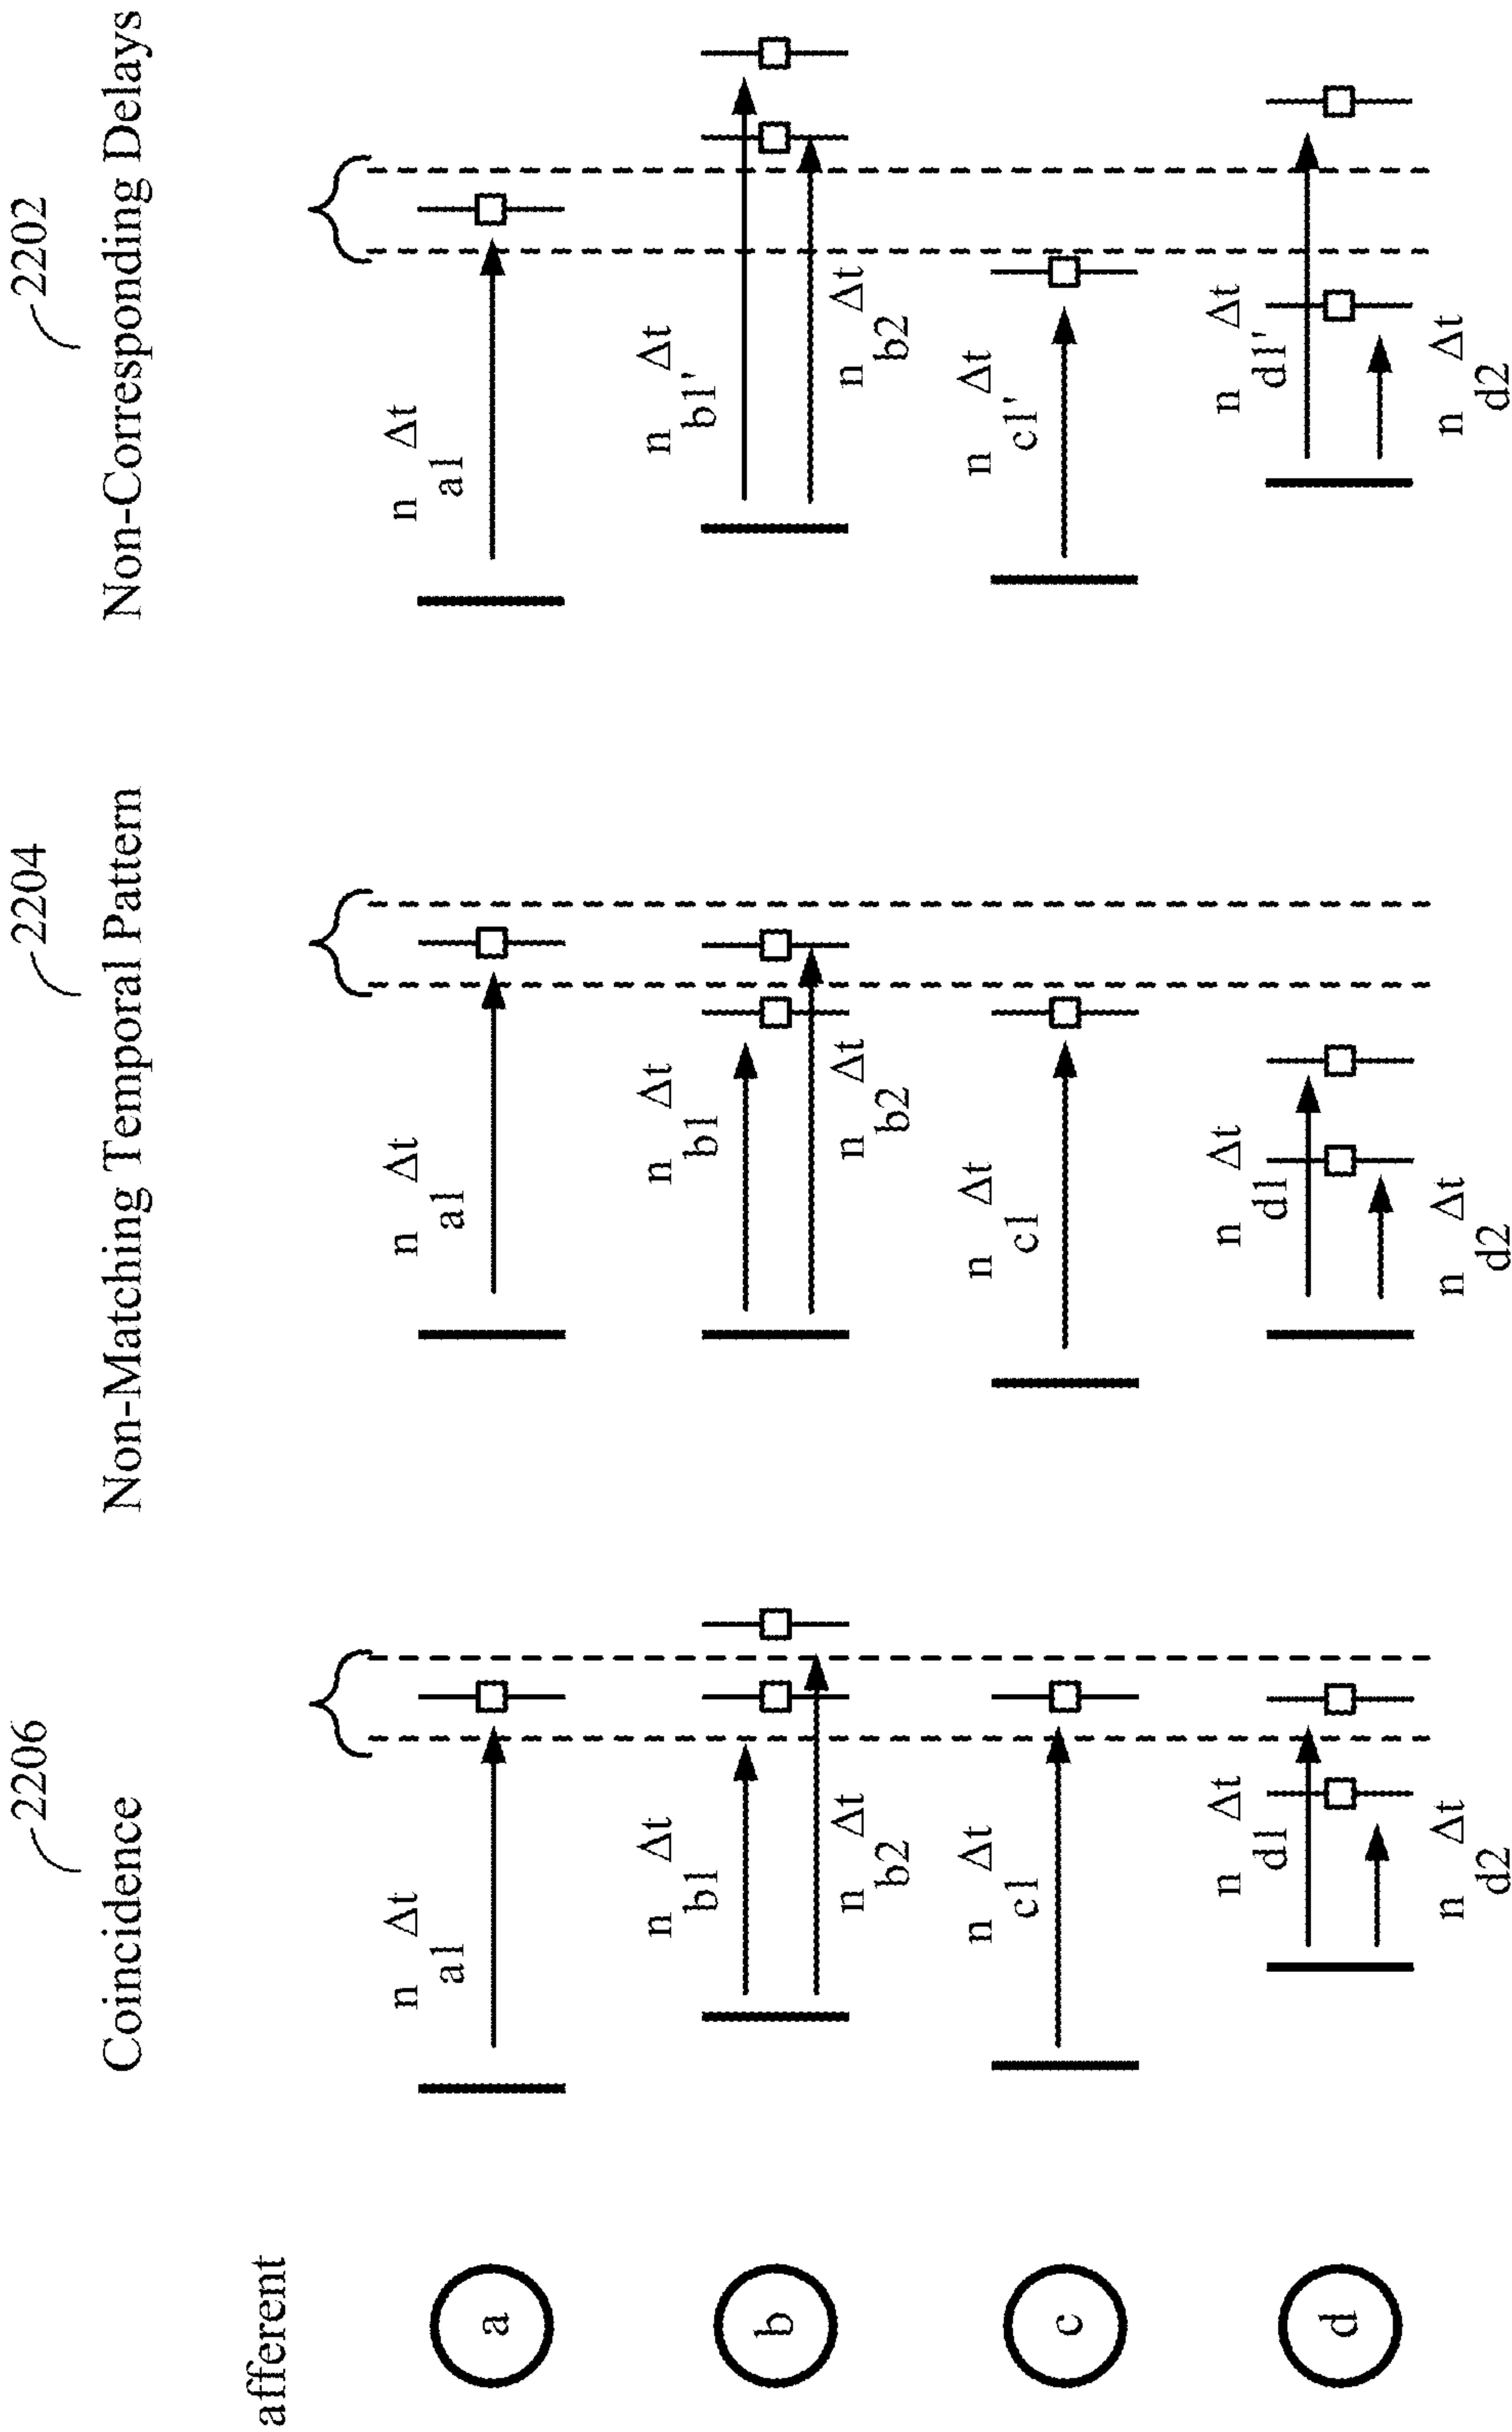 2206
2204
2202
Coincidence
Non-Matching Temporal Pattern
Non-Corresponding Delays
afferent
a
n a1 Δt
n a1 Δt
n a1 Δt
b
n b1 Δt
n b1 Δt
n b1' Δt
n b2 Δt
n b2 Δt
n b2 Δt
c
n c1 Δt
n c1 Δt
n c1' Δt
d
n d1 Δt
n d1 Δt
n d1' Δt
n d2 Δt
n d2 Δt
n d2 Δt